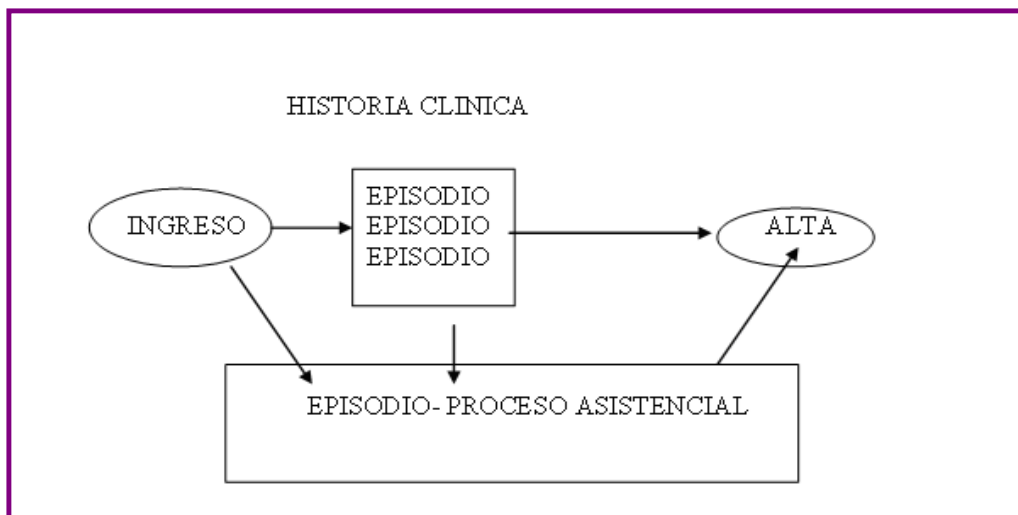 HISTORIA CLINICA
INGRESO
EPISODIO
EPISODIO
EPISODIO
ALTA
EPISODIO- PROCESO ASISTENCIAL